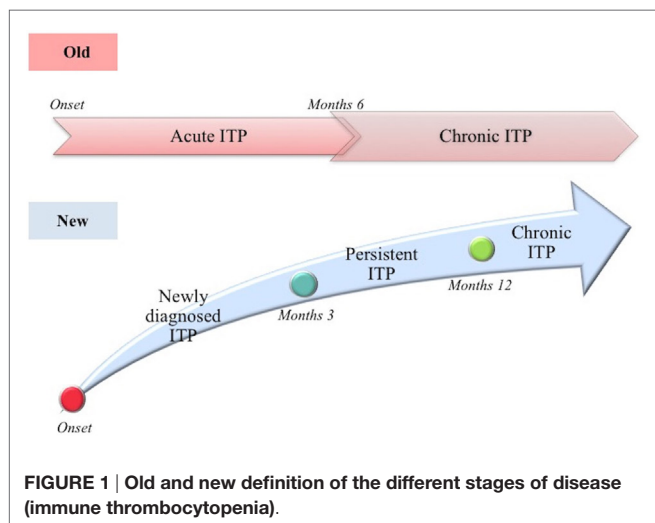 Old
Onset
Months 6
Acute ITP
Chronic ITP
New
Newly
diagnosed
ITP
Persistent
ITP
Chronic
ITP
Months 3
Months 12
Onset
FIGURE 1 | Old and new definition of the different stages of disease
(immune thrombocytopenia).